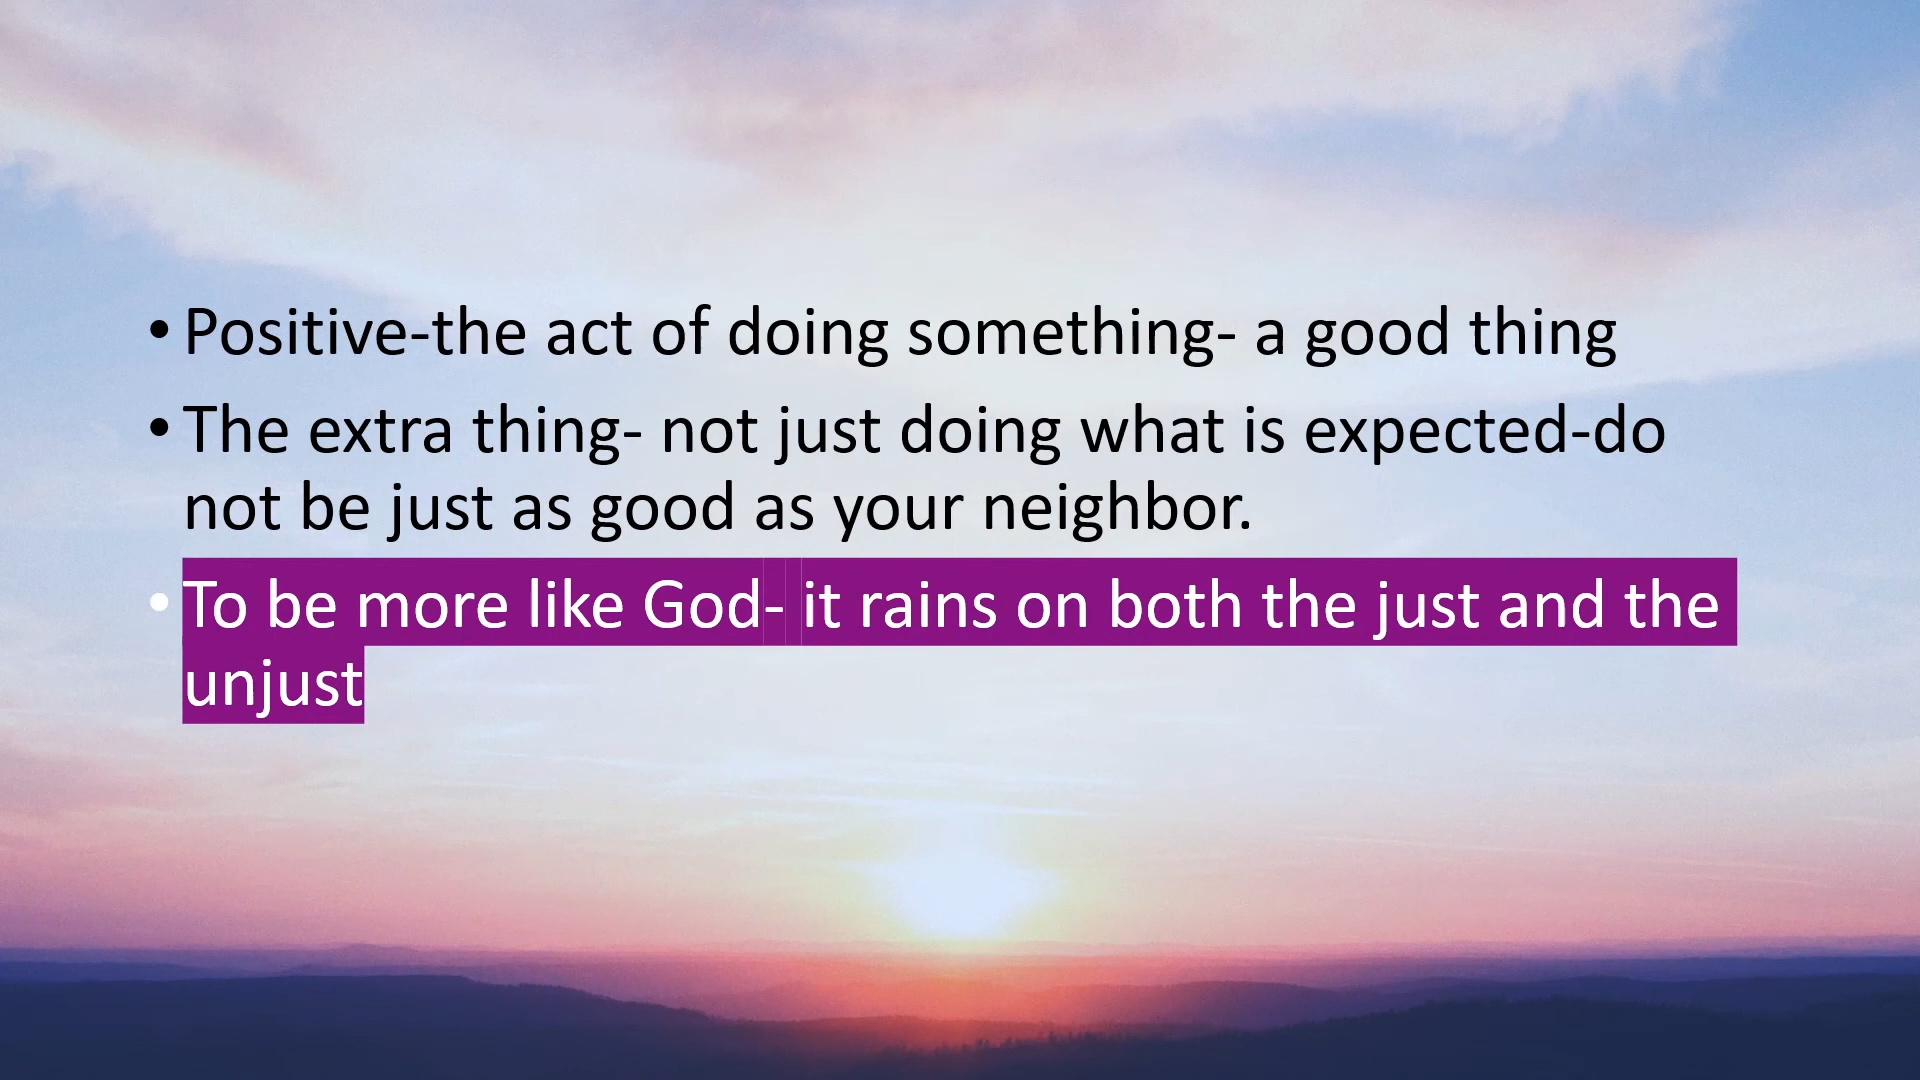 • Positive-the act of doing something- a good thing
• The extra thing- not just doing what is expected-do
not be just as good as your neighbor.
• To be more like God- it rains on both the just and the
unjust